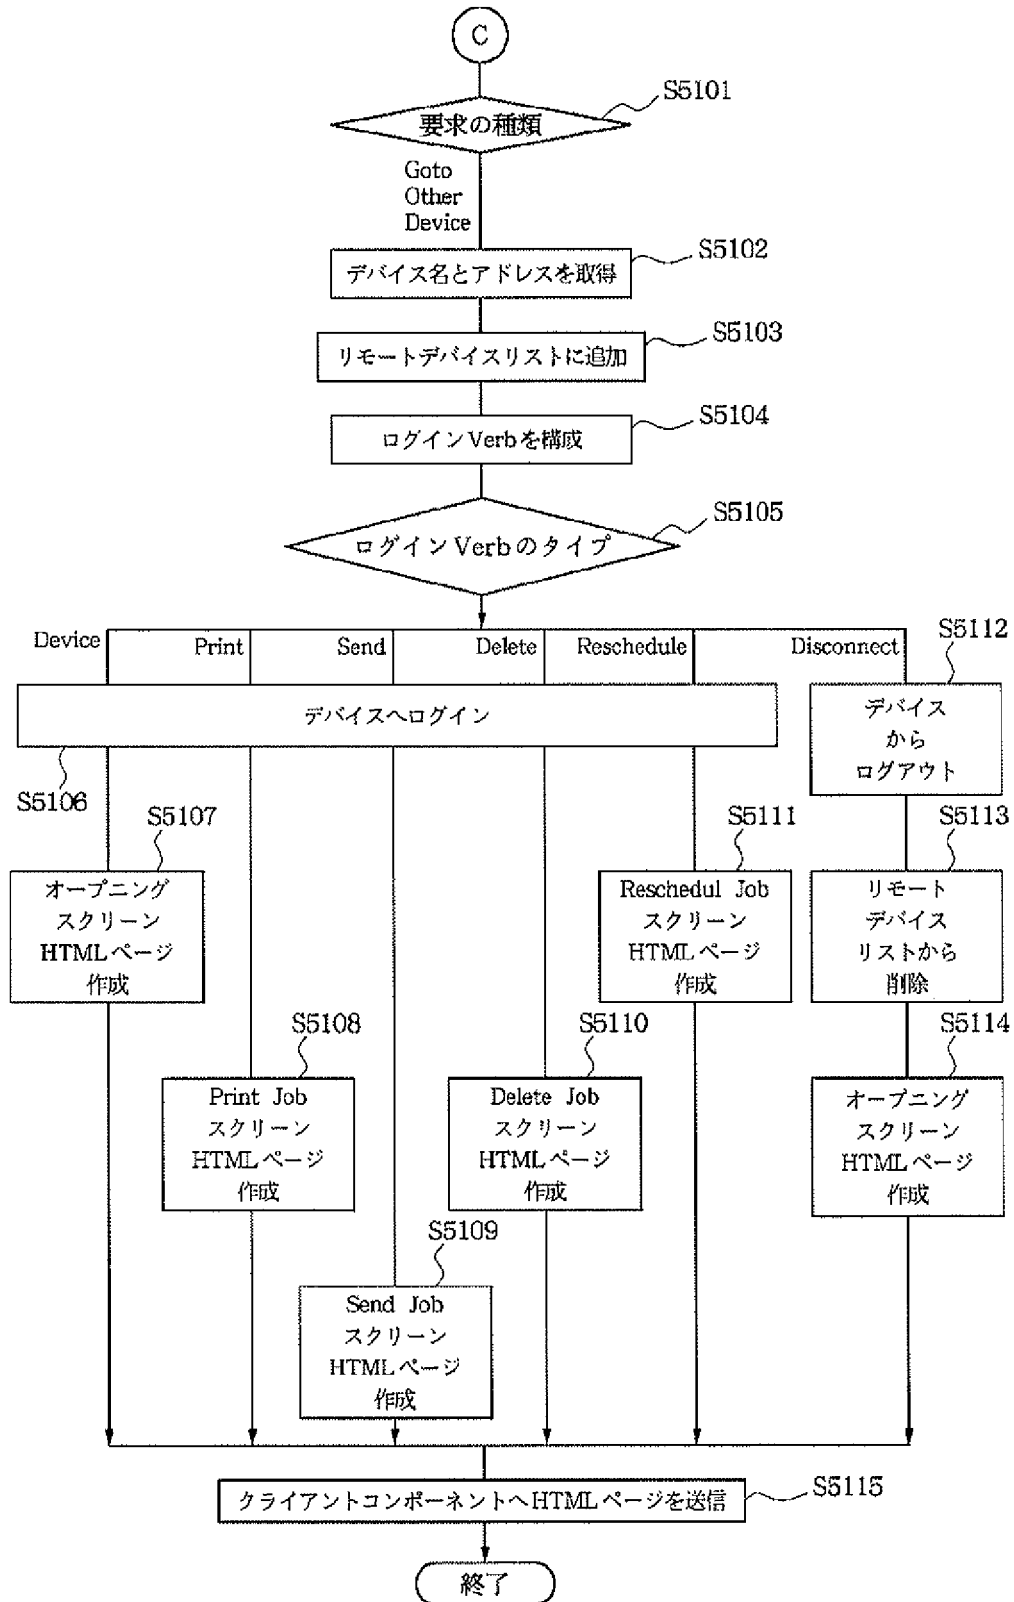 C
S5101
要求の種類
Goto
Other
Device
S5102
デバイス名とアドレスを取得
S5103
リモートデバイスリストに追加
S5104
ログインVerbを構成
S5105
ログインVerbのタイプ
Device
Print
Send
Delete
Reschedule
Disconnect
S5112
デバイスへログイン
デバイス
から
ログアウト
S5106
S5107
S5111
S5113
オープニング
スクリーン
HTMLページ
作成
Reschedul Job
スクリーン
HTMLページ
作成
リモート
デバイス
リストから
削除
S5108
S5110
S5114
Print Job
スクリーン
HTMLページ
作成
Delete Job
スクリーン
HTMLページ
作成
オープニング
スクリーン
HTMLページ
作成
S5109
Send Job
スクリーン
HTMLページ
作成
クライアントコンポーネントへHTMLページを送信
S5115
終了